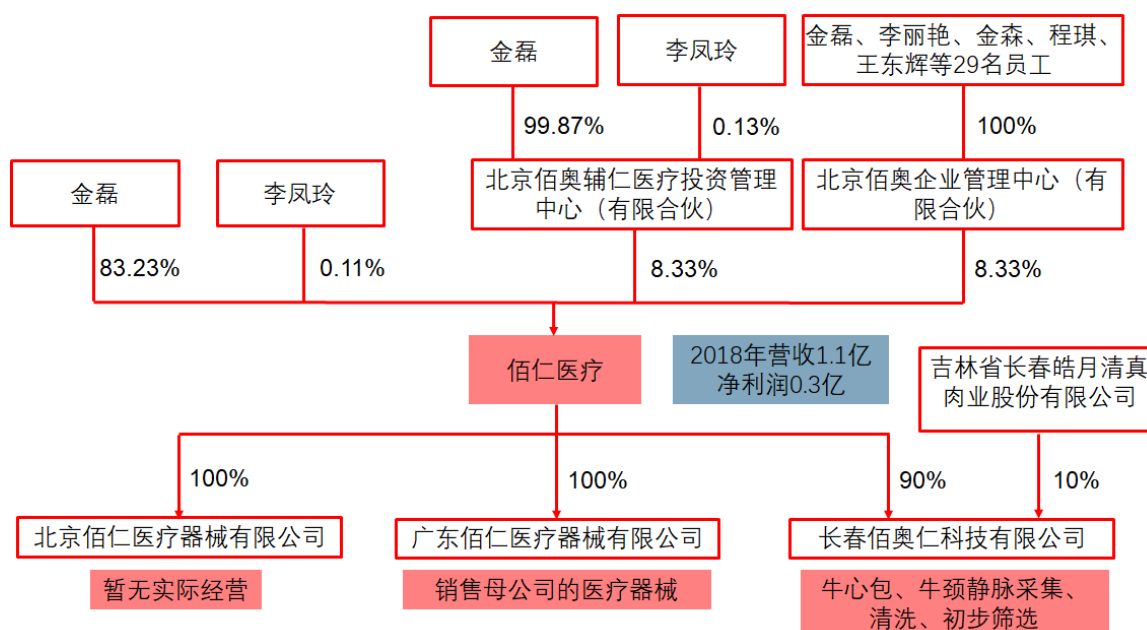 金磊
李凤玲
金磊、李丽艳、金森、程琪、
王东辉等29名员工
99.87%
0.13%
100%
金磊
李凤玲
北京佰奥辅仁医疗投资管理
中心（有限合伙）
北京佰奥企业管理中心（有
限合伙）
83.23%
0.11%
8.33%
8.33%
佰仁医疗
2018年营收1.1亿
净利润0.3亿
吉林省长春皓月清真
肉业股份有限公司
100%
100%
90%
10%
北京佰仁医疗器械有限公司
广东佰仁医疗器械有限公司
长春佰奥仁科技有限公司
暂无实际经营
销售母公司的医疗器械
牛心包、牛颈静脉采集、
清洗、初步筛选